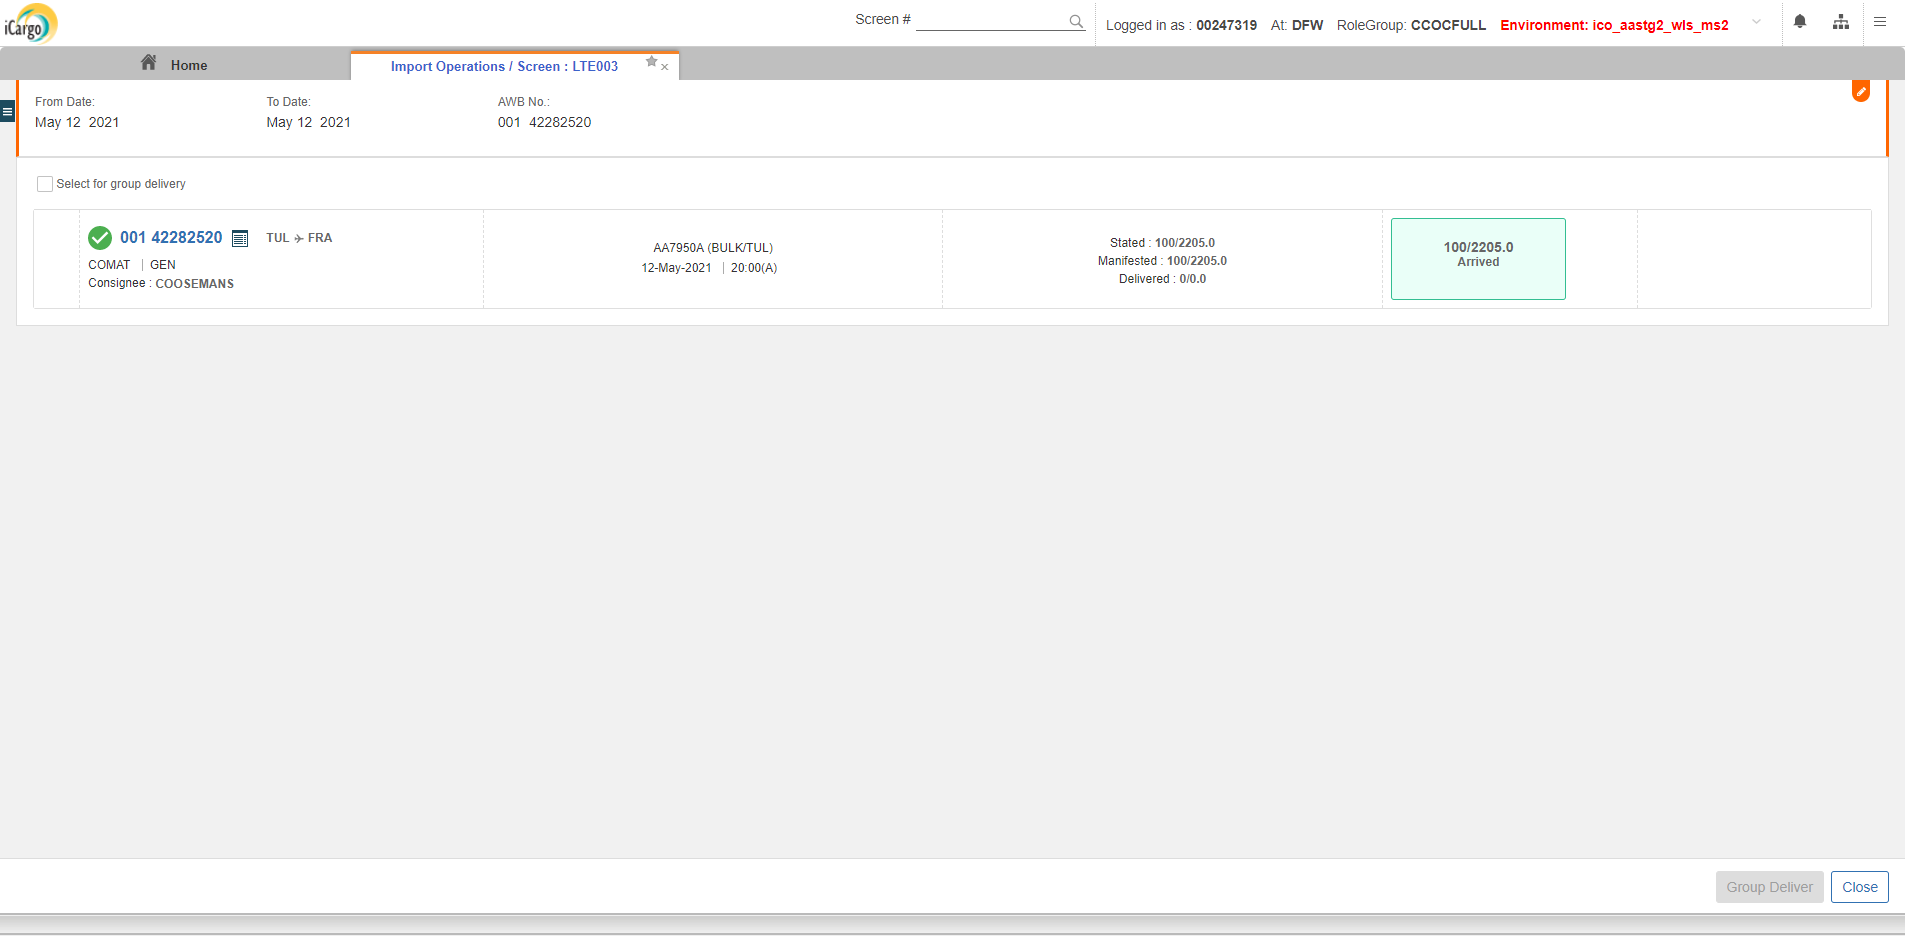 iCargo
Screen #
Logged in as : 00247319 At: DFW RoleGroup: CCOCFULL Environment: ico_aastg2_wls_ms2
Home
Import Operations / Screen : LTE003
From Date:
May 12 2021
To Date:
May 12 2021
AWB No.:
001 42282520
Select for group delivery
001 42282520 TUL FRA
COMAT | GEN
Consignee : COOSEMANS
AA7950A (BULK/TUL)
12-May-2021 | 20:00(A)
Stated : 100/2205.0
Manifested : 100/2205.0
Delivered : 0/0.0
100/2205.0
Arrived
Group Deliver
Close